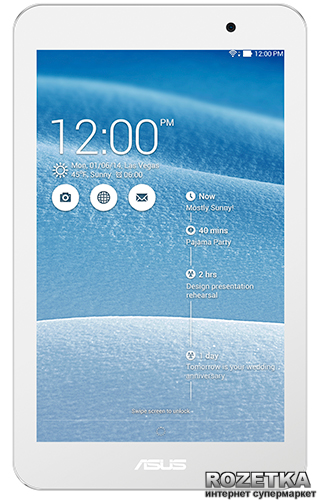 12:00 PM
12:00 PM
Mon, 01/06/14, Las Vegas
45°F, Sunny, 06:00
Now
Mostly Sunny!
40 mins
Pajama Party
2 hrs
Design presentation
rehearsal
1 day
Tomorrow is your wedding
anniversary
Swipe screen to unlock
ASUS
ROZETKA
интернет супермаркет